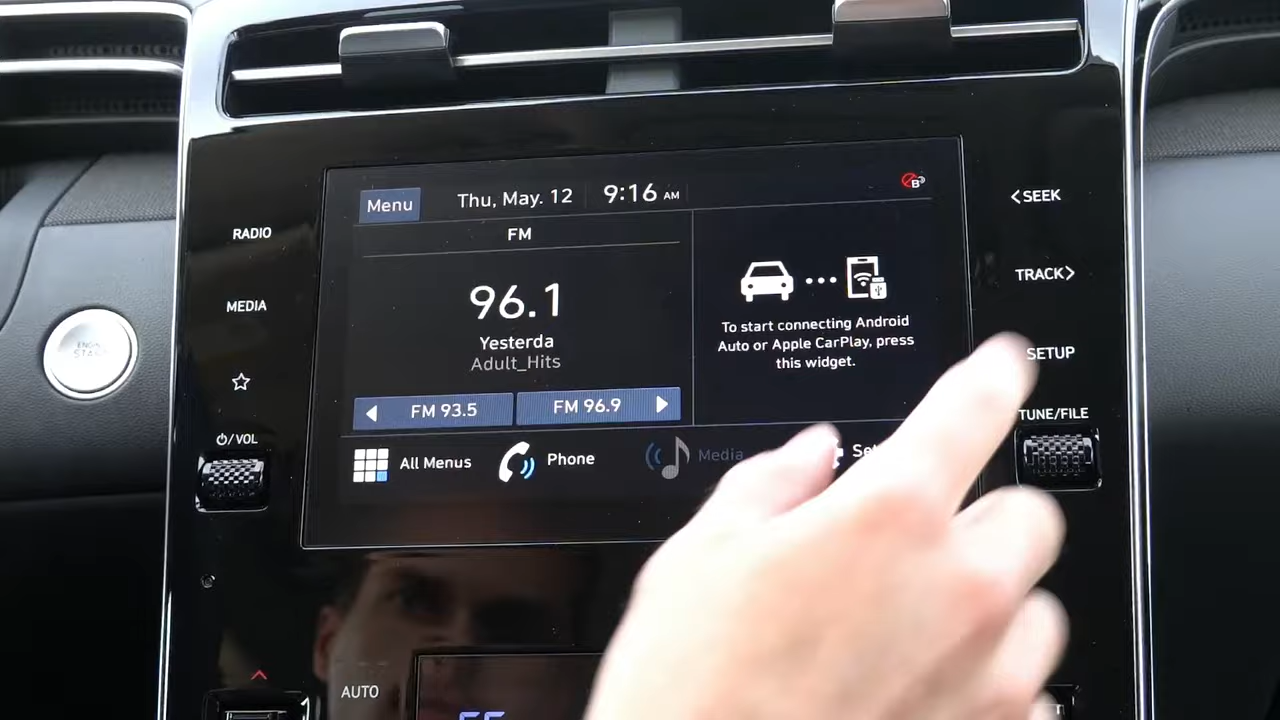 RADIO
MEDIA
ENGINE
START
/VOL
Menu
Thu, May. 12
9:16 AM
B
FM
96.1
Yesterda
Adult_Hits
FM 93.5
FM 96.9
To start connecting Android
Auto or Apple CarPlay, press
this widget.
All Menus
Phone
Media
<SEEK
TRACK>
SETUP
TUNE/FILE
AUTO